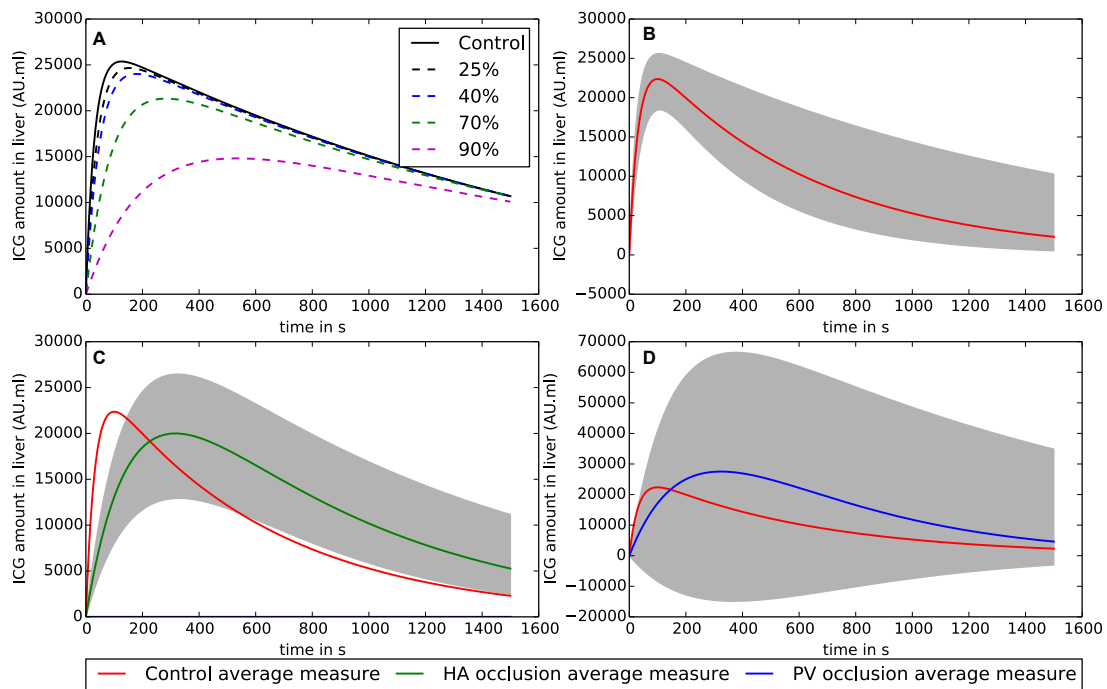 A
ICG amount in liver (AU.ml)
30000
25000
20000
15000
10000
5000
0
0 200 400 600 800 1000 1200 1400 1600
time in s
Control
25%
40%
70%
90%
B
ICG amount in liver (AU.ml)
30000
25000
20000
15000
10000
5000
0
−5000
0 200 400 600 800 1000 1200 1400 1600
time in s
C
ICG amount in liver (AU.ml)
30000
25000
20000
15000
10000
5000
0
0 200 400 600 800 1000 1200 1400 1600
time in s
D
ICG amount in liver (AU.ml)
70000
60000
50000
40000
30000
20000
10000
0
−10000
−20000
0 200 400 600 800 1000 1200 1400 1600
time in s
Control average measure HA occlusion average measure PV occlusion average measure